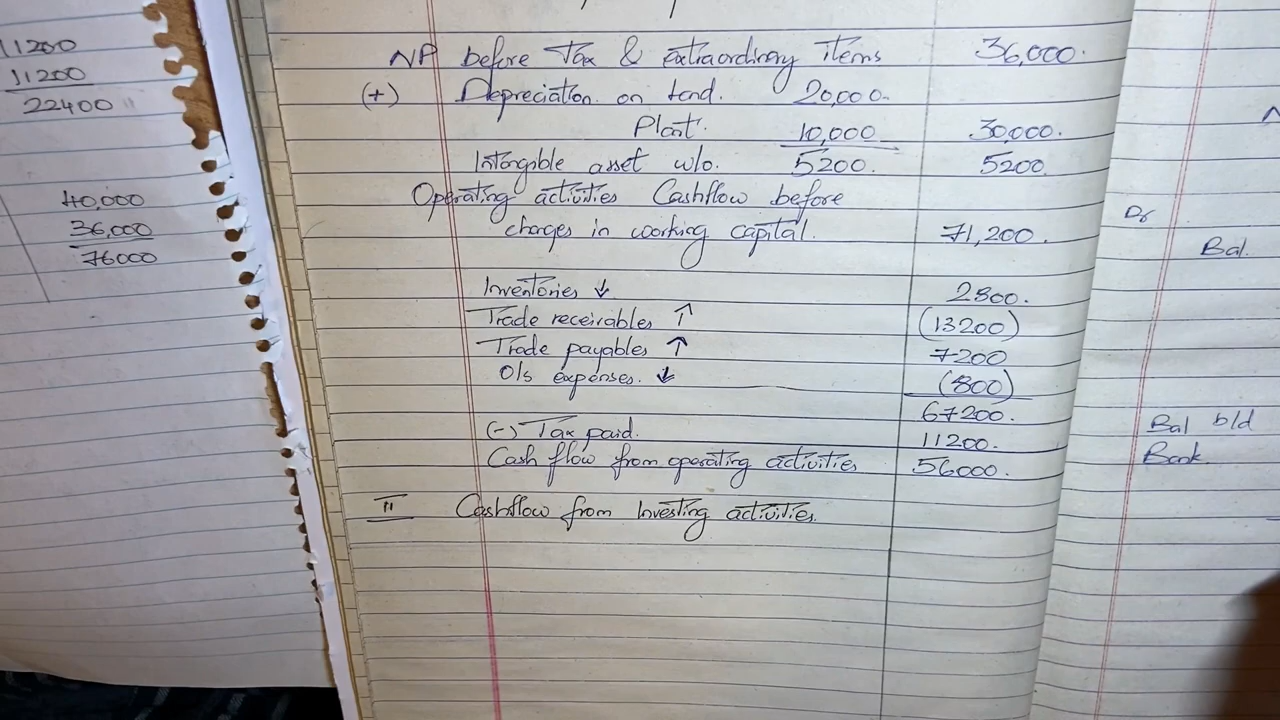 11200
11200
22400
40,000
36,000
76000
NP before Tax & extraordinary items 36,000.
(+) Depreciation on land. 20,000.
Plant. 10,000 30,000.
Intangible asset w/o. 5200. 5200
Operating activities Cashflow before
changes in working capital. 71,200.
Inventories ↓ 2800.
Trade receivables ↑ (13200)
Trade payables ↑ 7200
O/s expenses. ↓ (800)
67200.
(-) Tax paid. 11200.
Cash flow from operating activities 56000.
II Cashflow from Investing activities.
Dr
Bal.
Bal b/d
Bank